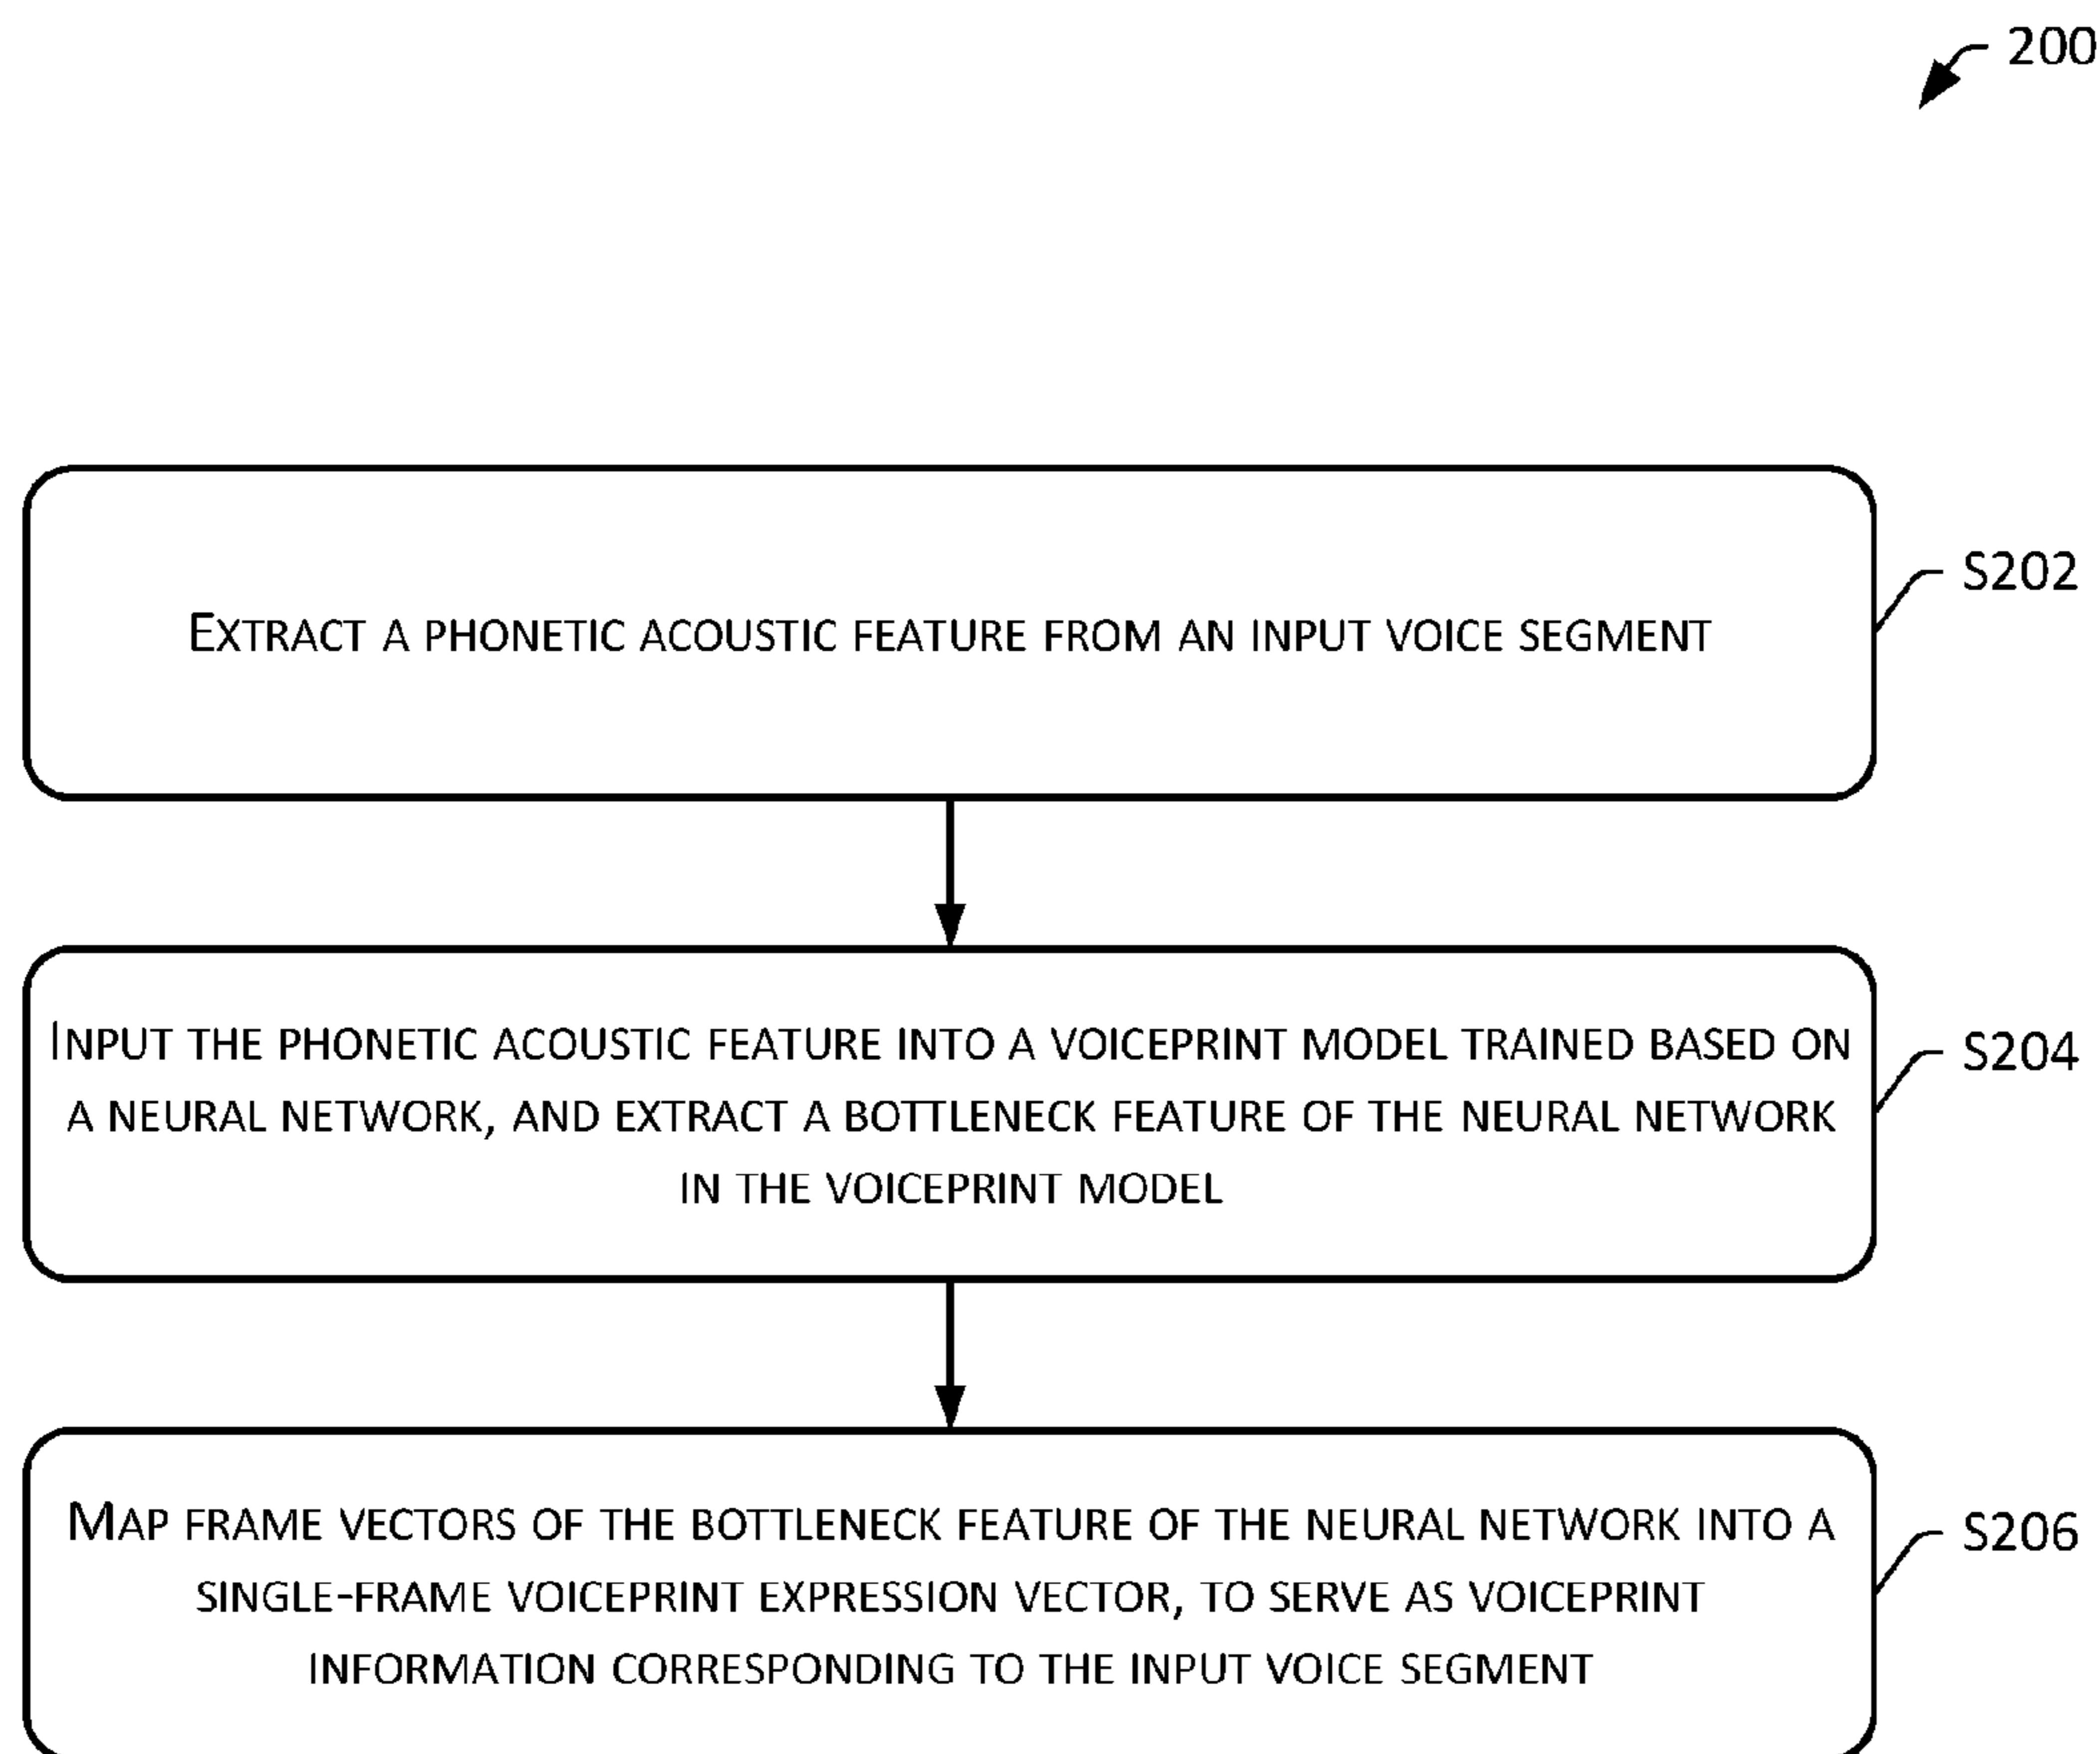 200
EXTRACT A PHONETIC ACOUSTIC FEATURE FROM AN INPUT VOICE SEGMENT
S202
INPUT THE PHONETIC ACOUSTIC FEATURE INTO A VOICEPRINT MODEL TRAINED BASED ON
A NEURAL NETWORK, AND EXTRACT A BOTTLENECK FEATURE OF THE NEURAL NETWORK
IN THE VOICEPRINT MODEL
S204
MAP FRAME VECTORS OF THE BOTTLENECK FEATURE OF THE NEURAL NETWORK INTO A
SINGLE-FRAME VOICEPRINT EXPRESSION VECTOR, TO SERVE AS VOICEPRINT
INFORMATION CORRESPONDING TO THE INPUT VOICE SEGMENT
S206